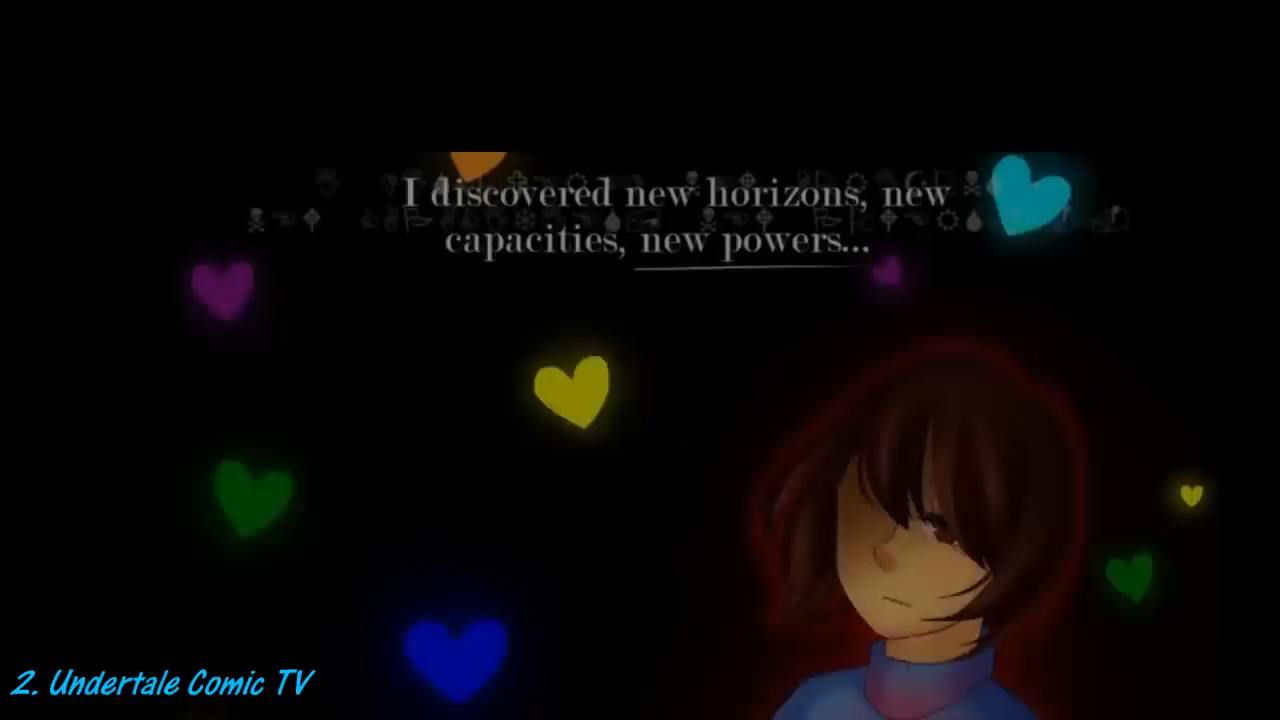 I discovered new horizons, new
capacities, new powers...
2. Undertale Comic TV